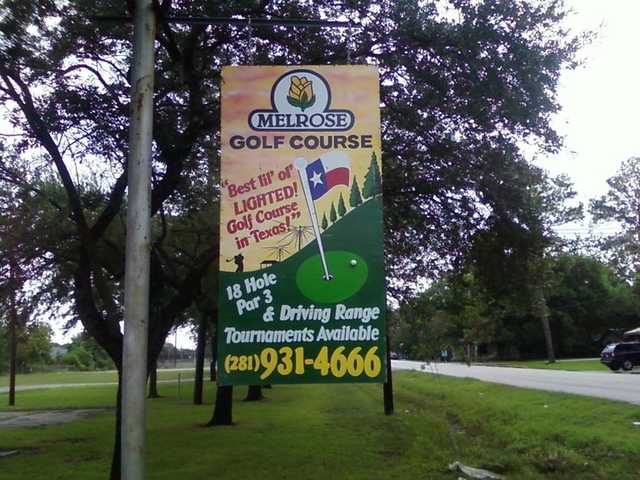 MELROSE
GOLF COURSE
"Best lil' ol'
LIGHTED!
Golf Course
in Texas!"
18 Hole
Par 3
& Driving Range
Tournaments Available
(281) 931-4666